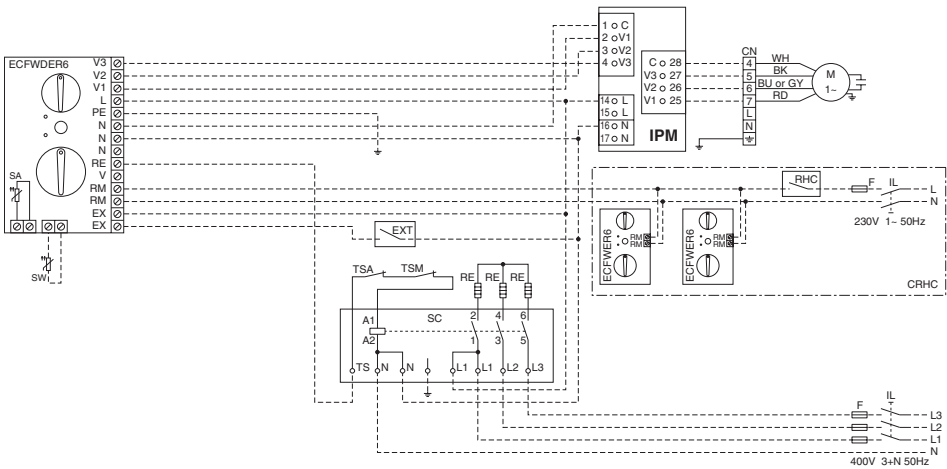 ECFWDER6
V3
V2
V1
L
PE
N
N
N
RE
V
RM
RM
EX
EX
SA
SW
1 C
2 V1
3 V2
4 V3
C 28
V3 27
V2 26
V1 25
14 L
15 L
16 N
17 N
IPM
CN
4
5
6
7
L
N
WH
BK
BU or GY
RD
M
1~
RHC
F
IL
L
N
230V 1~ 50Hz
ECFWER6
RM
RM
ECFWER6
RM
RM
CRHC
EXT
TSA
TSM
RE
RE
RE
A1
A2
SC
2
4
6
1
3
5
TS
N
N
L1
L1
L2
L3
F
IL
L3
L2
L1
N
400V 3+N 50Hz